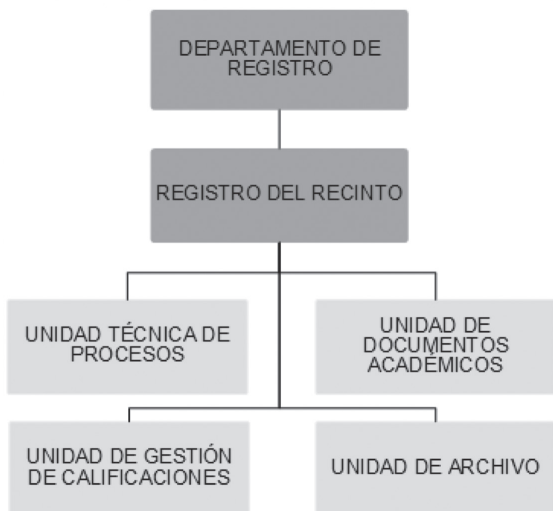 DEPARTAMENTO DE
REGISTRO
REGISTRO DEL RECINTO
UNIDAD TÉCNICA DE
PROCESOS
UNIDAD DE
DOCUMENTOS
ACADÉMICOS
UNIDAD DE GESTIÓN
DE CALIFICACIONES
UNIDAD DE ARCHIVO